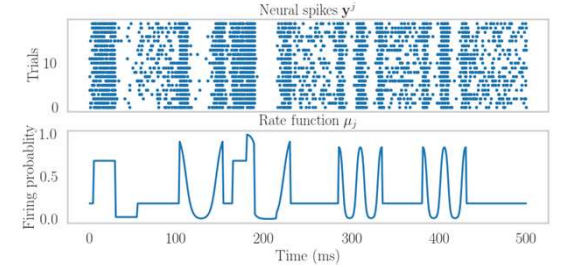 Neural spikes y^j
Trials
10
0
Rate function μ_j
Firing probablity
1.0
0.5
0.0
0 100 200 300 400 500
Time (ms)